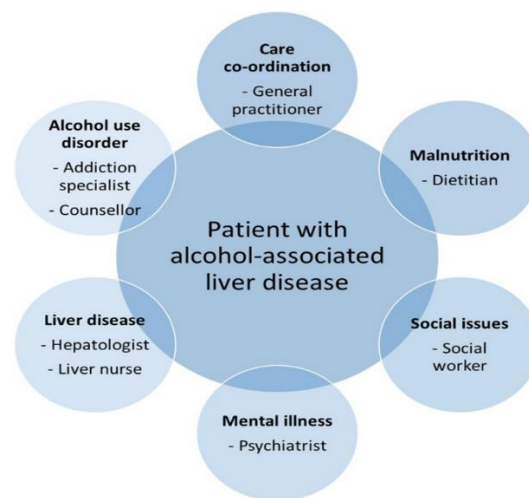 Care
co-ordination
- General
practitioner
Malnutrition
- Dietitian
Social issues
- Social
worker
Mental illness
- Psychiatrist
Liver disease
- Hepatologist
- Liver nurse
Alcohol use
disorder
- Addiction
specialist
- Counsellor
Patient with
alcohol-associated
liver disease